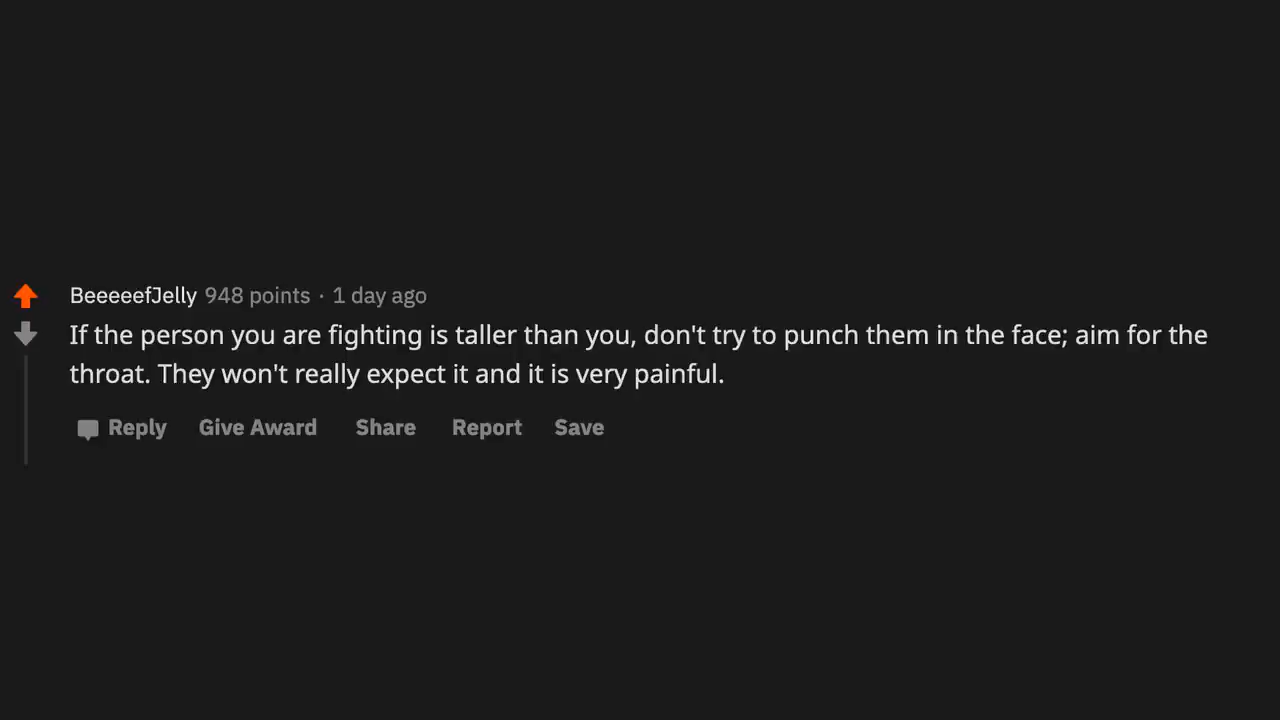 BeeeeefJelly 948 points · 1 day ago
If the person you are fighting is taller than you, don't try to punch them in the face; aim for the
throat. They won't really expect it and it is very painful.
Reply Give Award Share Report Save